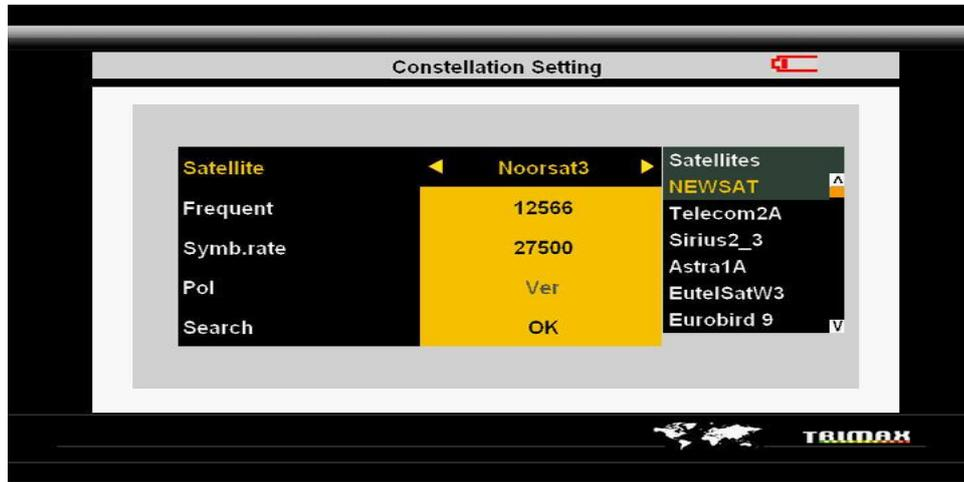 Constellation Setting
Satellite
Noorsat3
Frequent
12566
Symb.rate
27500
Pol
Ver
Search
OK
Satellites
NEWSAT
Telecom2A
Sirius2_3
Astra1A
EutelSatW3
Eurobird 9
TRIMAX